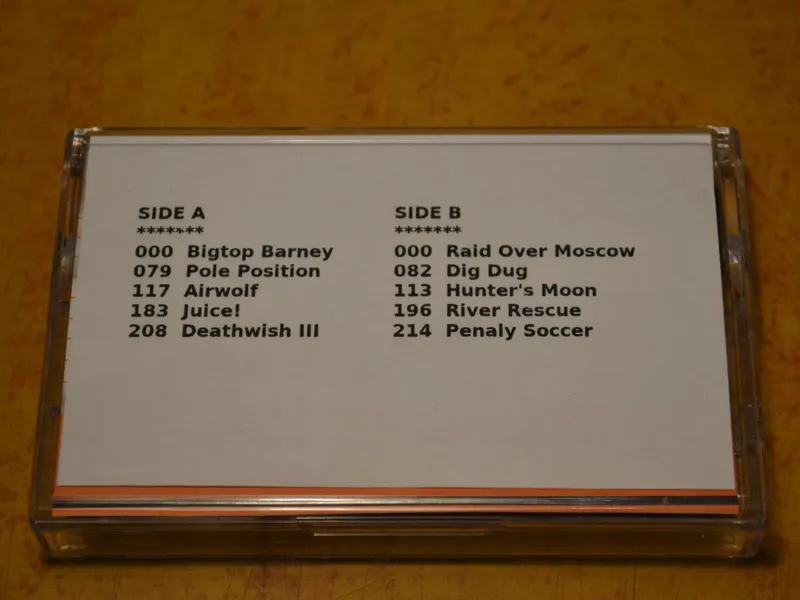 SIDE A
*******
000 Bigtop Barney
079 Pole Position
117 Airwolf
183 Juice!
208 Deathwish III
SIDE B
*******
000 Raid Over Moscow
082 Dig Dug
113 Hunter's Moon
196 River Rescue
214 Penaly Soccer